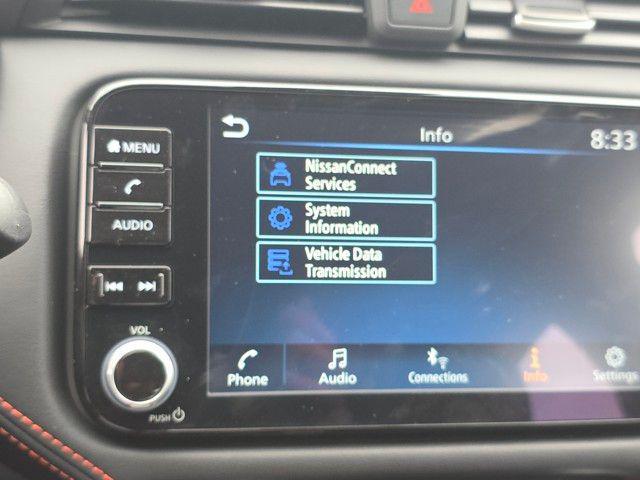 Info
8:33
MENU
NissanConnect
Services
System
Information
AUDIO
Vehicle Data
Transmission
VOL
Phone
Audio
Connections
Info
Settings
PUSH